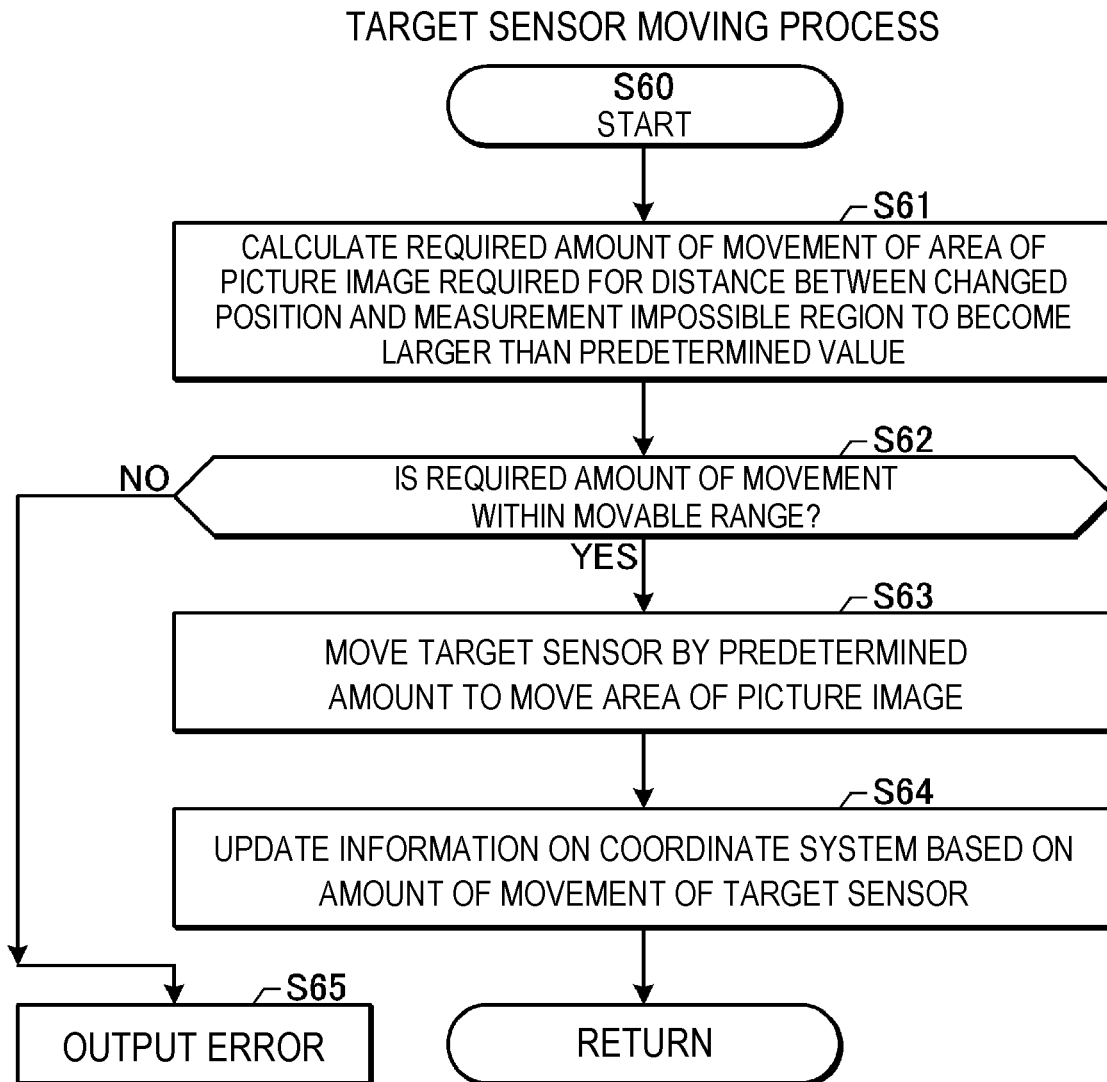 TARGET SENSOR MOVING PROCESS
S60
START
S61
CALCULATE REQUIRED AMOUNT OF MOVEMENT OF AREA OF
PICTURE IMAGE REQUIRED FOR DISTANCE BETWEEN CHANGED
POSITION AND MEASUREMENT IMPOSSIBLE REGION TO BECOME
LARGER THAN PREDETERMINED VALUE
S62
NO
IS REQUIRED AMOUNT OF MOVEMENT
WITHIN MOVABLE RANGE?
YES
S63
MOVE TARGET SENSOR BY PREDETERMINED
AMOUNT TO MOVE AREA OF PICTURE IMAGE
S64
UPDATE INFORMATION ON COORDINATE SYSTEM BASED ON
AMOUNT OF MOVEMENT OF TARGET SENSOR
S65
OUTPUT ERROR
RETURN